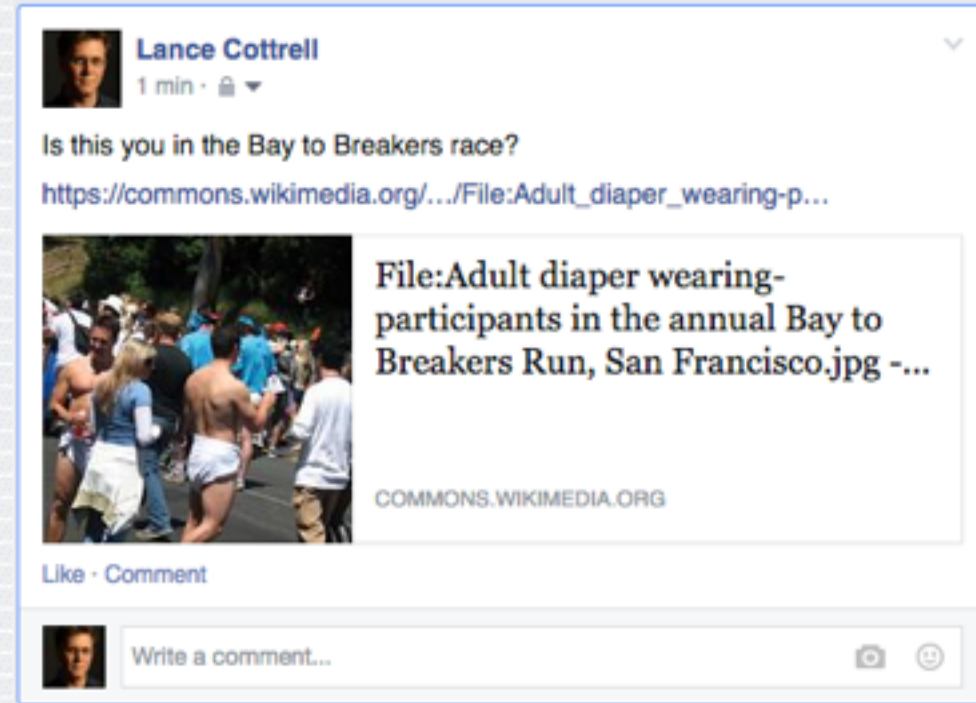 Lance Cottrell
1 min ·
Is this you in the Bay to Breakers race?
https://commons.wikimedia.org/.../File:Adult_diaper_wearing-p...
File:Adult diaper wearing-
participants in the annual Bay to
Breakers Run, San Francisco.jpg -...
COMMONS.WIKIMEDIA.ORG
Like · Comment
Write a comment...